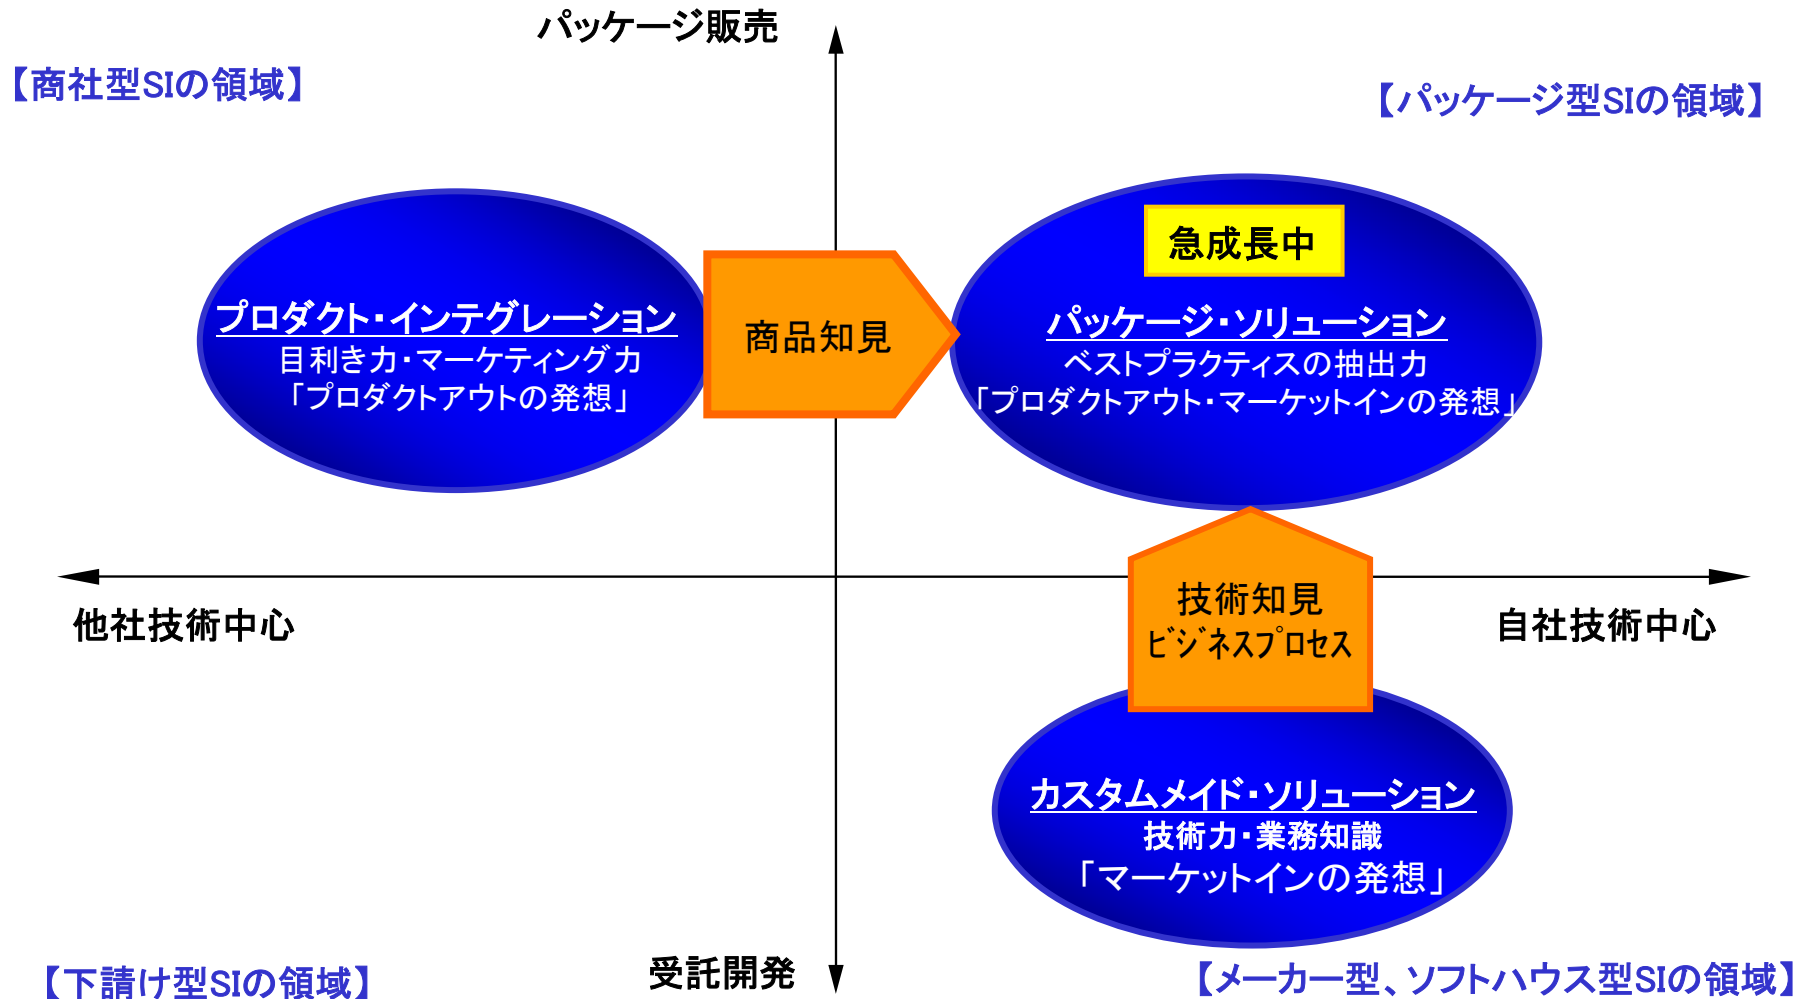 パッケージ販売
【商社型SIの領域】
【パッケージ型SIの領域】
急成長中
プロダクト・インテグレーション
目利き力・マーケティング力
「プロダクトアウトの発想」
商品知見
パッケージ・ソリューション
ベストプラクティスの抽出力
「プロダクトアウト・マーケットインの発想」
他社技術中心
技術知見
ビジネスプロセス
自社技術中心
カスタムメイド・ソリューション
技術力・業務知識
「マーケットインの発想」
受託開発
【下請け型SIの領域】
【メーカー型、ソフトハウス型SIの領域】